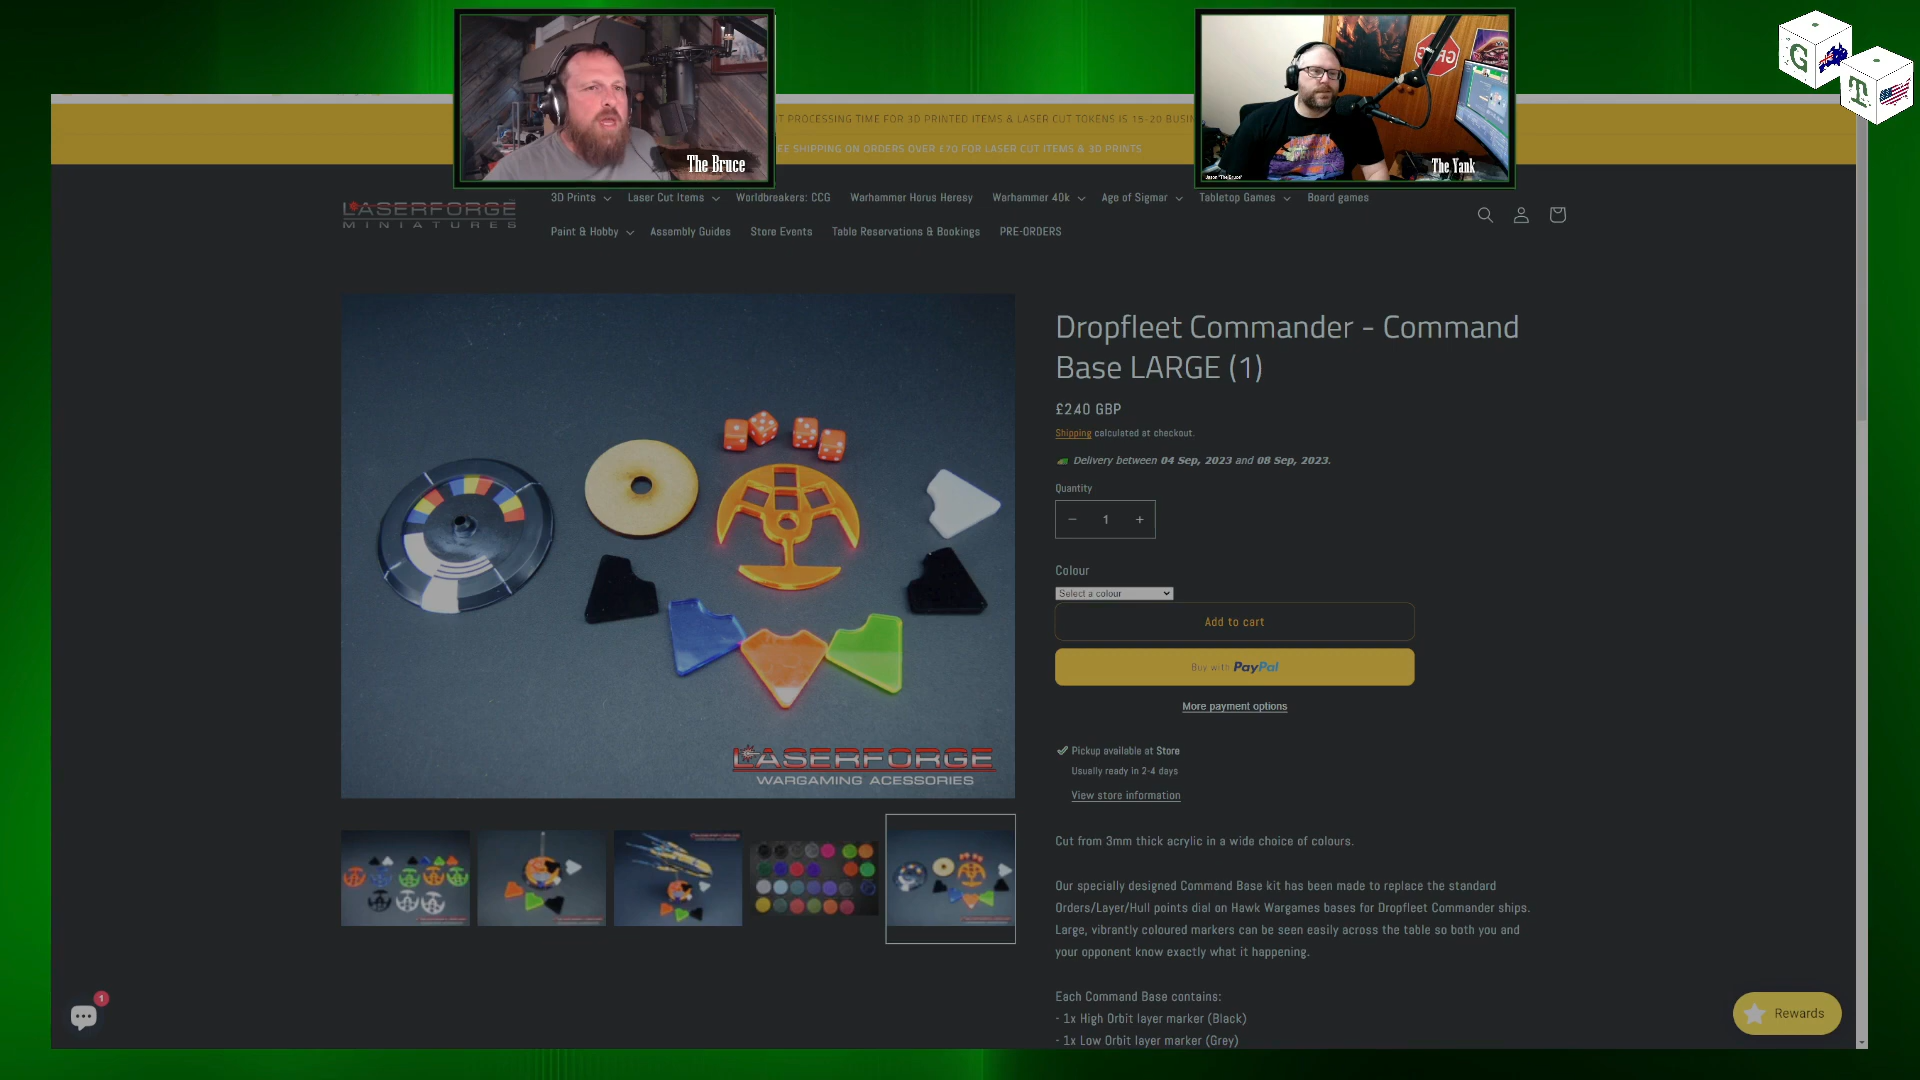 The Bruce
The Yank
Jason "The Bruce"
G
T
T PROCESSING TIME FOR 3D PRINTED ITEMS & LASER CUT TOKENS IS 15-20
SHIPPING ON ORDERS OVER £70 FOR LASER CUT ITEMS & 3D PRINTS
LASERFORGE
MINIATURES
3D Prints
Laser Cut Items
Worldbreakers: CCG
Warhammer Horus Heresy
Warhammer 40k
Age of Sigmar
Tabletop Games
Board games
Paint & Hobby
Assembly Guides
Store Events
Table Reservations & Bookings
PRE-ORDERS
LASERFORGE
WARGAMING ACESSORIES
Dropfleet Commander - Command
Base LARGE (1)
£2.40 GBP
Shipping calculated at checkout.
Delivery between 04 Sep, 2023 and 08 Sep, 2023.
Quantity
− 1 +
Colour
Select a colour
Add to cart
Buy with PayPal
More payment options
Pickup available at Store
Usually ready in 2-4 days
View store information
Cut from 3mm thick acrylic in a wide choice of colours.
Our specially designed Command Base kit has been made to replace the standard
Orders/Layer/Hull points dial on Hawk Wargames bases for Dropfleet Commander ships.
Large, vibrantly coloured markers can be seen easily across the table so both you and
your opponent know exactly what it happening.
Each Command Base contains:
- 1x High Orbit layer marker (Black)
- 1x Low Orbit layer marker (Grey)
1
Rewards